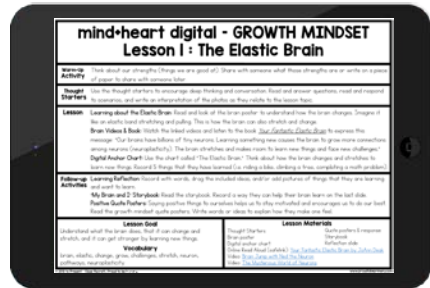 mind+heart digital - GROWTH MINDSET
Lesson 1 : The Elastic Brain
Warm-Up
Activity
Think about our strengths (things we are good at). Share with someone what those strengths are or write on a piece
of paper to share with someone later.
Thought
Starters
Use the thought starters to encourage deep thinking and conversation. Read and answer questions, read and respond
to scenarios, and write an interpretation of the photos as they relate to the lesson topic.
Lesson
Learning about the Elastic Brain: Read and look at the brain poster to understand how the brain changes. Imagine it
like an elastic band stretching and pulling. This is how the brain can also stretch and change.
Brain Videos & Book: Watch the linked videos and listen to the book Your Fantastic Elastic Brain to express this
message: "Our brains have billions of tiny neurons. Learning something new causes the brain to grow more connections
among neurons (neuroplasticity). The brain stretches and makes room to learn new things and face new challenges."
Digital Anchor Chart: Use the chart called "The Elastic Brain." Think about how the brain changes and stretches to
learn new things. Record 3 things that they have learned (i.e. riding a bike, climbing a tree, completing a math problem.)
Follow-up
Activities
Learning Reflection: Record with words, drag the included ideas, and/or add pictures of things that they are learning
and want to learn.
"My Brain and I" Storybook: Read the storybook. Record a way they can help their brain learn on the last slide.
Positive Quote Posters: Saying positive things to ourselves helps us to stay motivated and encourages us to do our best.
Read the growth mindset quote posters. Write words or ideas to explain how they make one feel.
Lesson Goal
Understand what the brain does, that it can change and
stretch, and it can get stronger by learning new things.
Vocabulary
brain, elastic, change, grow, challenges, stretch, neuron,
pathways, neuroplasticity
Lesson Materials
Thought Starters
Brain poster
Digital anchor chart
Quote posters & response
Storybook
Reflection slide
Online Read Aloud (safelink): Your Fantastic Elastic Brain by JoAnn Deak
Video: Brain Jump with Ned the Neuron
Video: The Mysterious World of Neurons